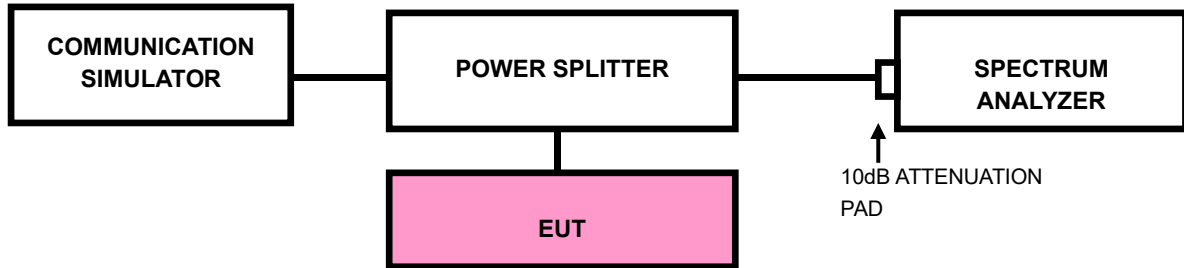 COMMUNICATION
SIMULATOR
POWER SPLITTER
SPECTRUM
ANALYZER
10dB ATTENUATION
PAD
EUT